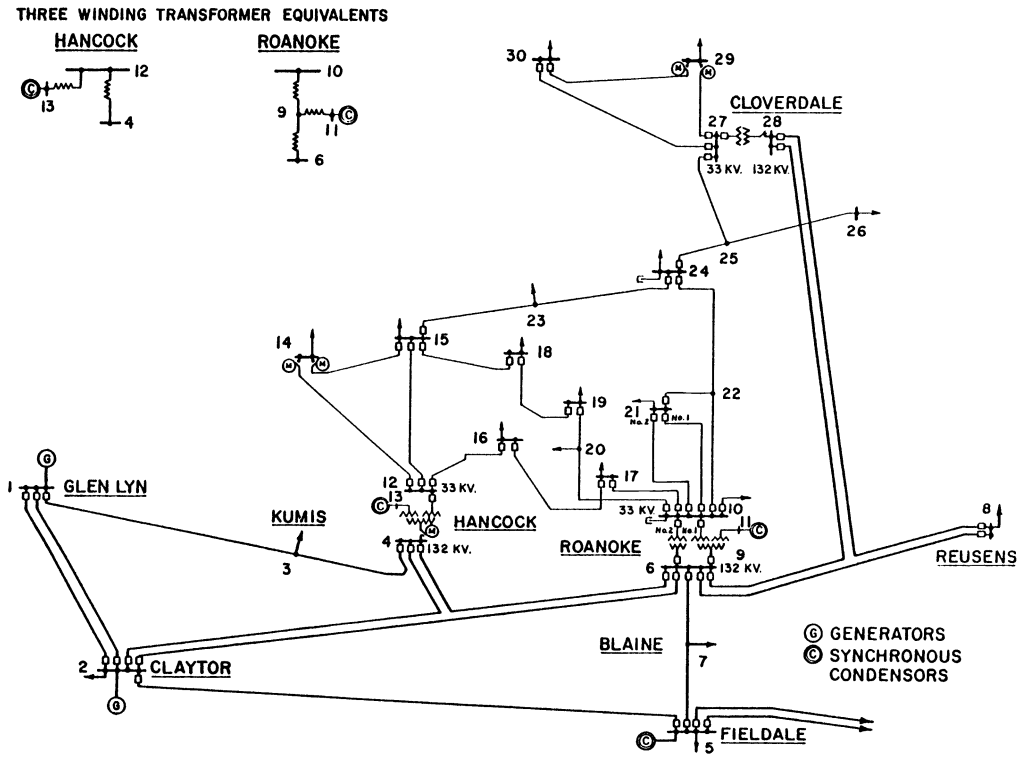 THREE WINDING TRANSFORMER EQUIVALENTS
HANCOCK
ROANOKE
12
C
13
4
10
9
C
11
6
30
29
M
M
CLOVERDALE
27
28
33 KV.
132 KV.
26
25
24
23
14
M
M
15
18
22
19
21
No.2
No.1
16
20
17
12
13
33 KV.
C
HANCOCK
M
4
132 KV.
G
1
GLEN LYN
KUMIS
3
33 KV.
10
No.2
No.1
11
C
ROANOKE
9
6
132 KV.
8
REUSENS
BLAINE
7
G GENERATORS
C SYNCHRONOUS
CONDENSORS
2
CLAYTOR
G
C
FIELDALE
5